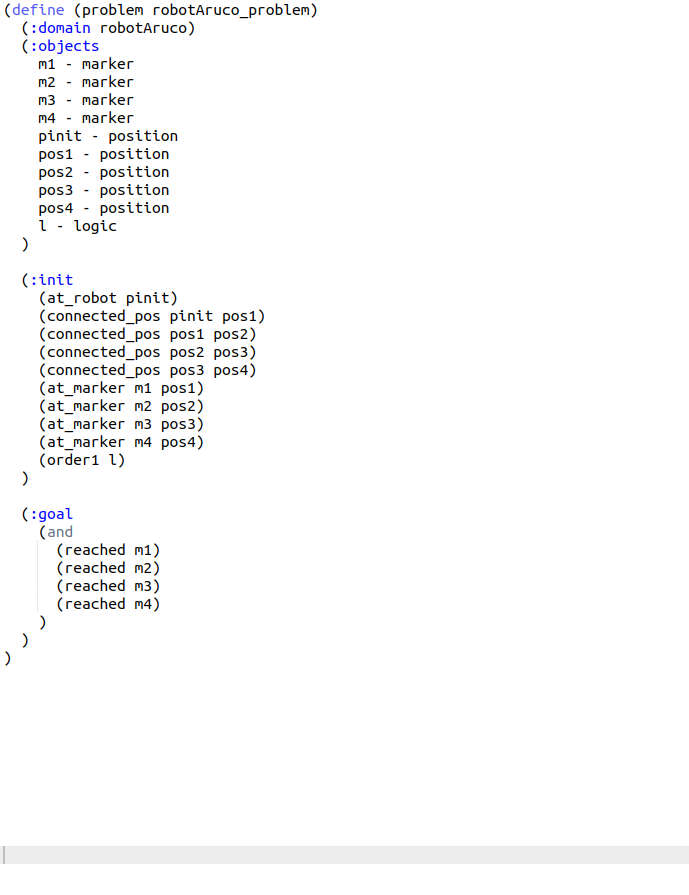 (define (problem robotAruco_problem)
  (:domain robotAruco)
  (:objects
    m1 - marker
    m2 - marker
    m3 - marker
    m4 - marker
    pinit - position
    pos1 - position
    pos2 - position
    pos3 - position
    pos4 - position
    l - logic
  )

  (:init
    (at_robot pinit)
    (connected_pos pinit pos1)
    (connected_pos pos1 pos2)
    (connected_pos pos2 pos3)
    (connected_pos pos3 pos4)
    (at_marker m1 pos1)
    (at_marker m2 pos2)
    (at_marker m3 pos3)
    (at_marker m4 pos4)
    (order1 l)
  )

  (:goal
    (and
      (reached m1)
      (reached m2)
      (reached m3)
      (reached m4)
    )
  )
)